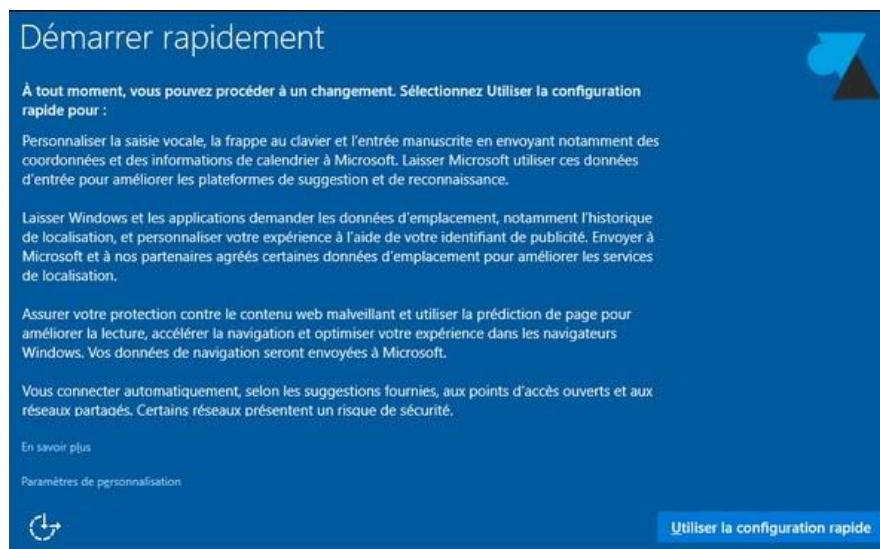 Démarrer rapidement
À tout moment, vous pouvez procéder à un changement. Sélectionnez Utiliser la configuration
rapide pour :
Personnaliser la saisie vocale, la frappe au clavier et l'entrée manuscrite en envoyant notamment des
coordonnées et des informations de calendrier à Microsoft. Laisser Microsoft utiliser ces données
d'entrée pour améliorer les plateformes de suggestion et de reconnaissance.
Laisser Windows et les applications demander les données d'emplacement, notamment l'historique
de localisation, et personnaliser votre expérience à l'aide de votre identifiant de publicité. Envoyer à
Microsoft et à nos partenaires agréés certaines données d'emplacement pour améliorer les services
de localisation.
Assurer votre protection contre le contenu web malveillant et utiliser la prédiction de page pour
améliorer la lecture, accélérer la navigation et optimiser votre expérience dans les navigateurs
Windows. Vos données de navigation seront envoyées à Microsoft.
Vous connecter automatiquement, selon les suggestions fournies, aux points d'accès ouverts et aux
réseaux partagés. Certains réseaux présentent un risque de sécurité.
En savoir plus
Paramètres de personnalisation
Utiliser la configuration rapide